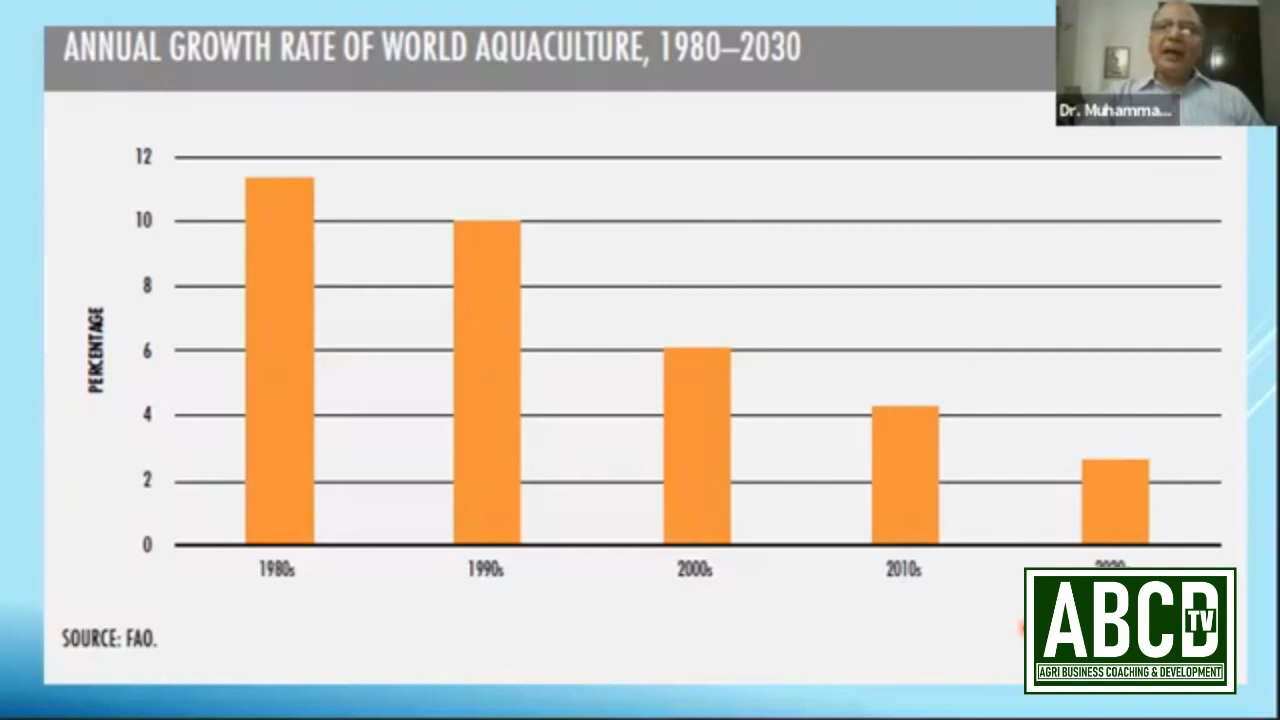 ANNUAL GROWTH RATE OF WORLD AQUACULTURE, 1980–2030
Dr. Muhamma...
12
10
8
6
4
2
0
PERCENTAGE
1980s
1990s
2000s
2010s
SOURCE: FAO.
ABCD
TV
AGRI BUSINESS COACHING & DEVELOPMENT